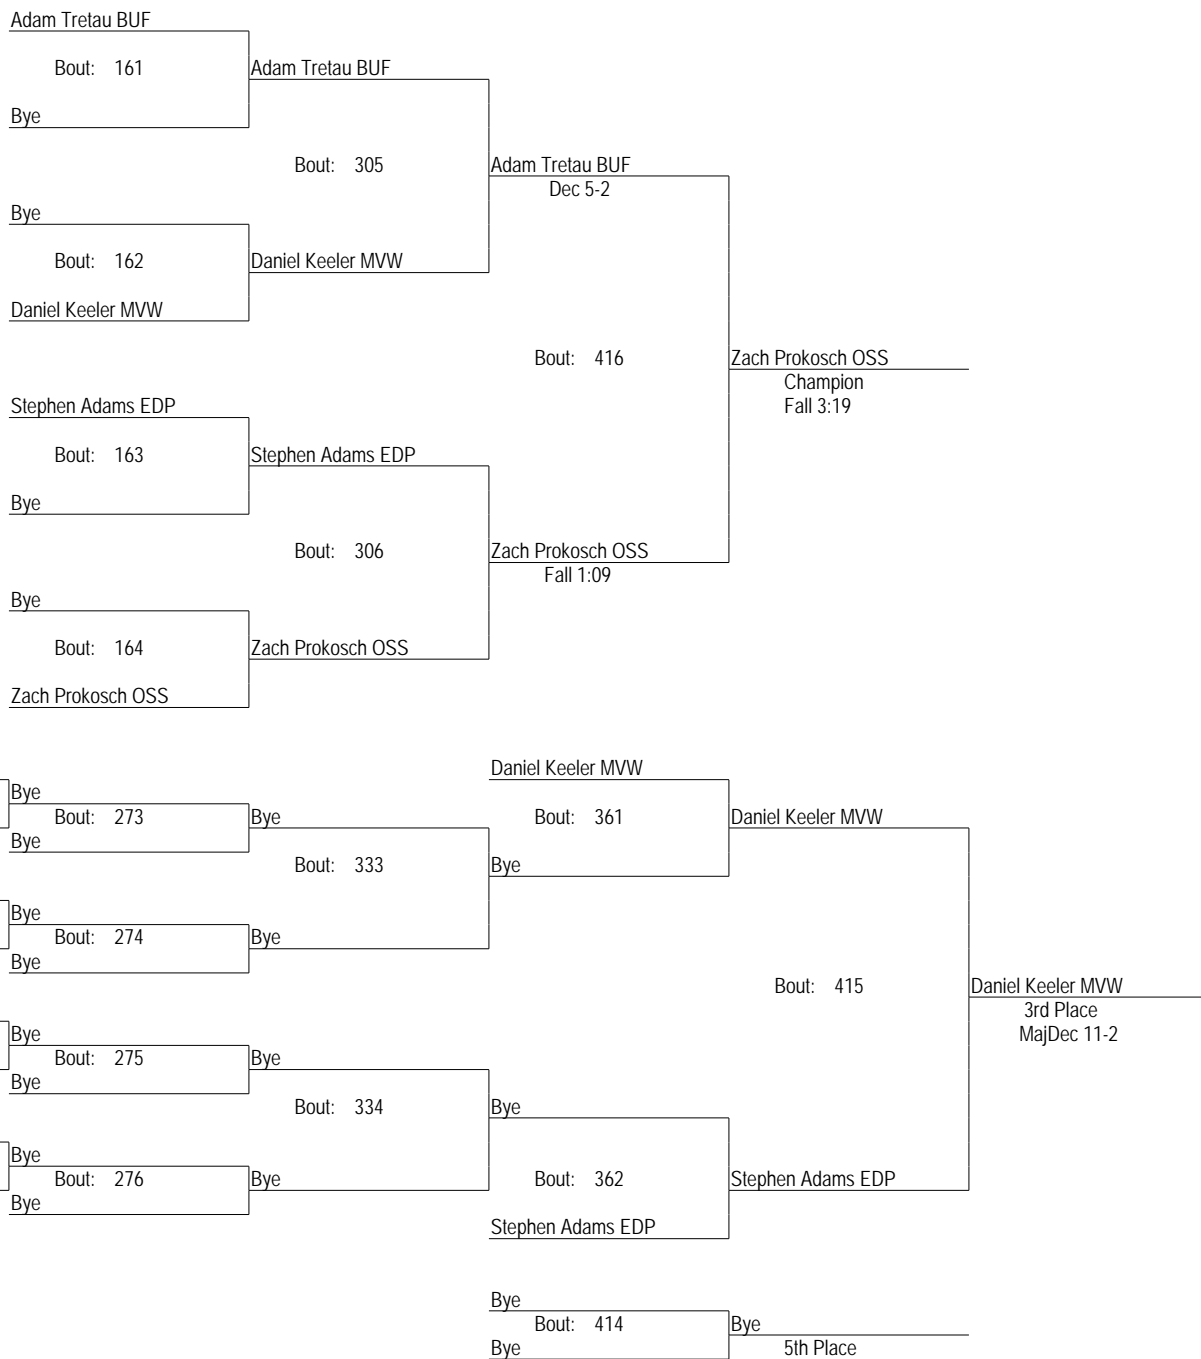 Adam Tretau BUF
Bout: 161
Adam Tretau BUF
Bye
Bout: 305
Adam Tretau BUF
Dec 5-2
Bye
Bout: 162
Daniel Keeler MVW
Daniel Keeler MVW
Bout: 416
Zach Prokosch OSS
Champion
Fall 3:19
Stephen Adams EDP
Bout: 163
Stephen Adams EDP
Bye
Bout: 306
Zach Prokosch OSS
Fall 1:09
Bye
Bout: 164
Zach Prokosch OSS
Zach Prokosch OSS
Daniel Keeler MVW
Bye
Bout: 273
Bye
Bout: 361
Daniel Keeler MVW
Bye
Bout: 333
Bye
Bye
Bout: 274
Bye
Bye
Bout: 415
Daniel Keeler MVW
3rd Place
MajDec 11-2
Bye
Bout: 275
Bye
Bye
Bout: 334
Bye
Bye
Bout: 276
Bye
Bout: 362
Stephen Adams EDP
Bye
Stephen Adams EDP
Bye
Bout: 414
Bye
Bye
5th Place